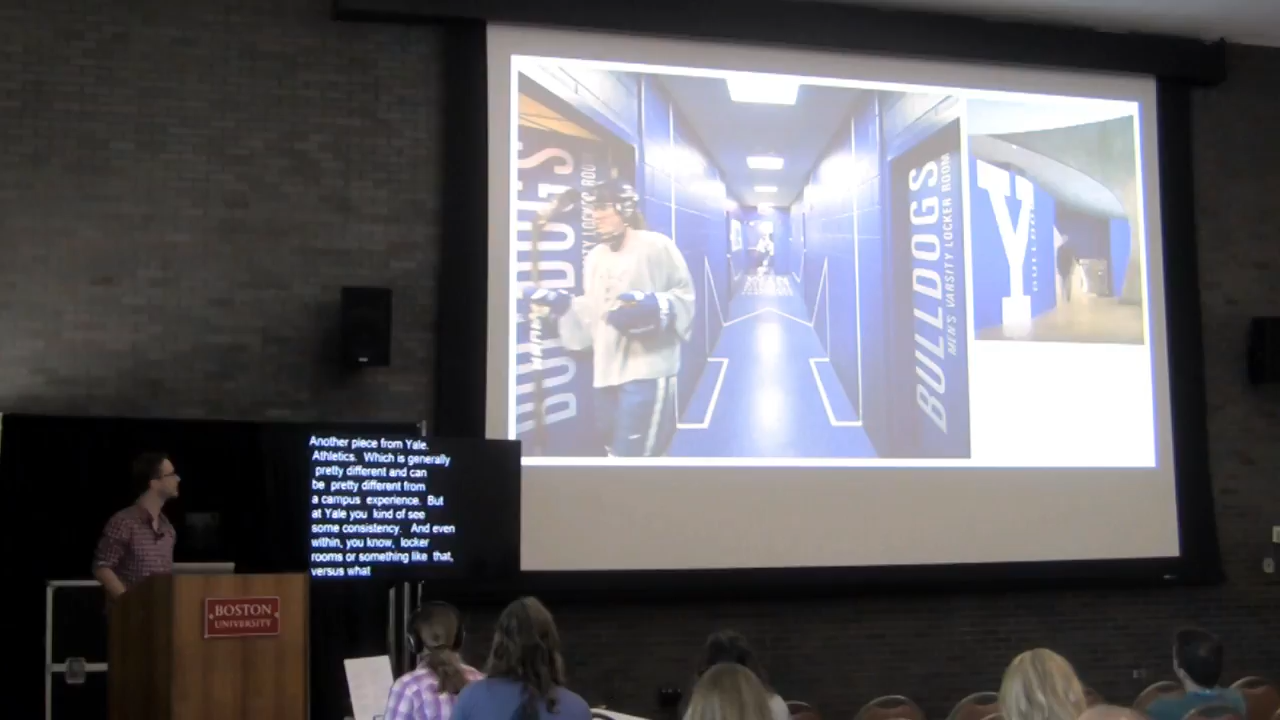 BULLDOGS
BULLDOGS
MEN'S VARSITY LOCKER ROOM
Y
BULLDOGS
Another piece from Yale.
Athletics. Which is generally
pretty different and can
be pretty different from
a campus experience. But
at Yale you kind of see
some consistency. And even
within, you know, locker
rooms or something like that,
versus what
BOSTON
UNIVERSITY